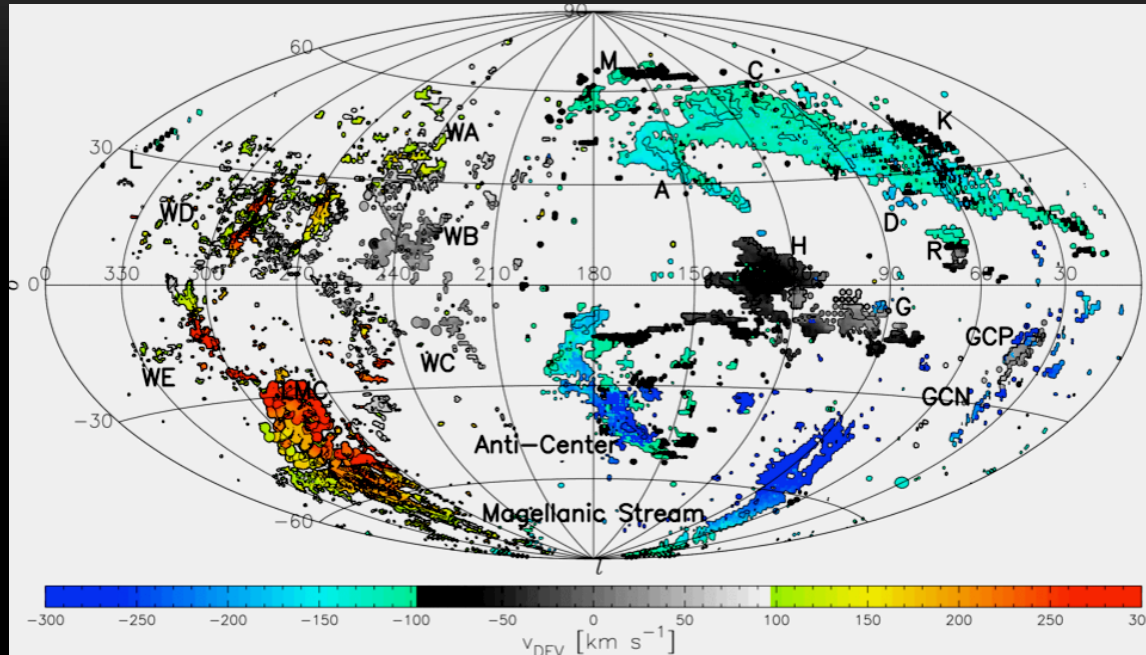 90
60
M
C
K
WA
30
L
A
WD
D
WB
H
R
0 330 300 270 240 210 180 150 90 60 30
b 0
G
GCP
WC
WE
LMC
GCN
-30
Anti-Center
Magellanic Stream
-60
l
-300 -250 -200 -150 -100 -50 0 50 100 150 200 250 30
v_DEV [km s⁻¹]